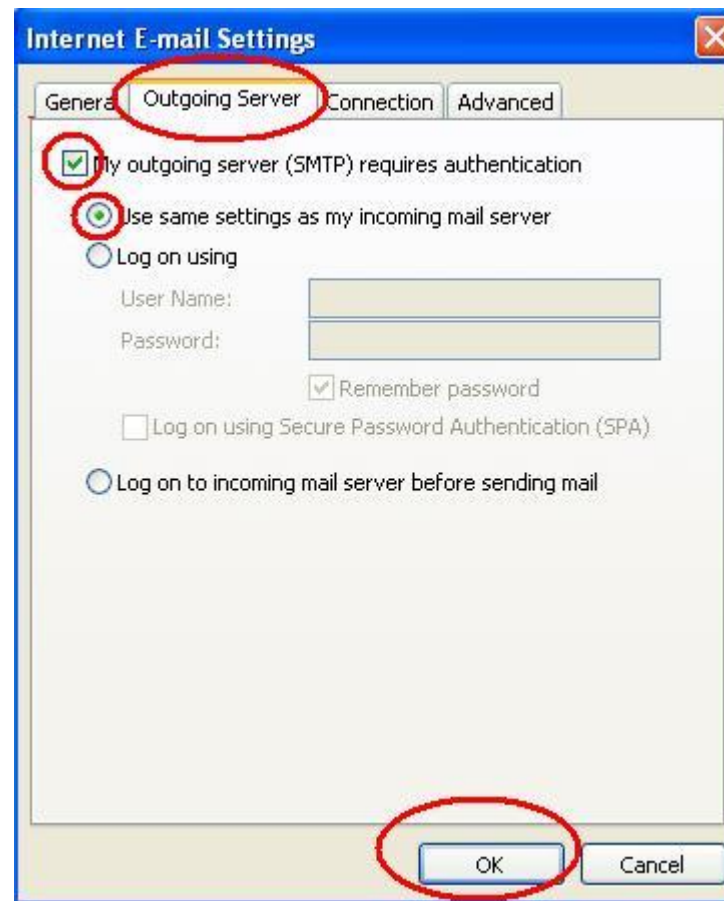 Internet E-mail Settings
General Outgoing Server Connection Advanced
My outgoing server (SMTP) requires authentication
Use same settings as my incoming mail server
Log on using
User Name:
Password:
Remember password
Log on using Secure Password Authentication (SPA)
Log on to incoming mail server before sending mail
OK Cancel